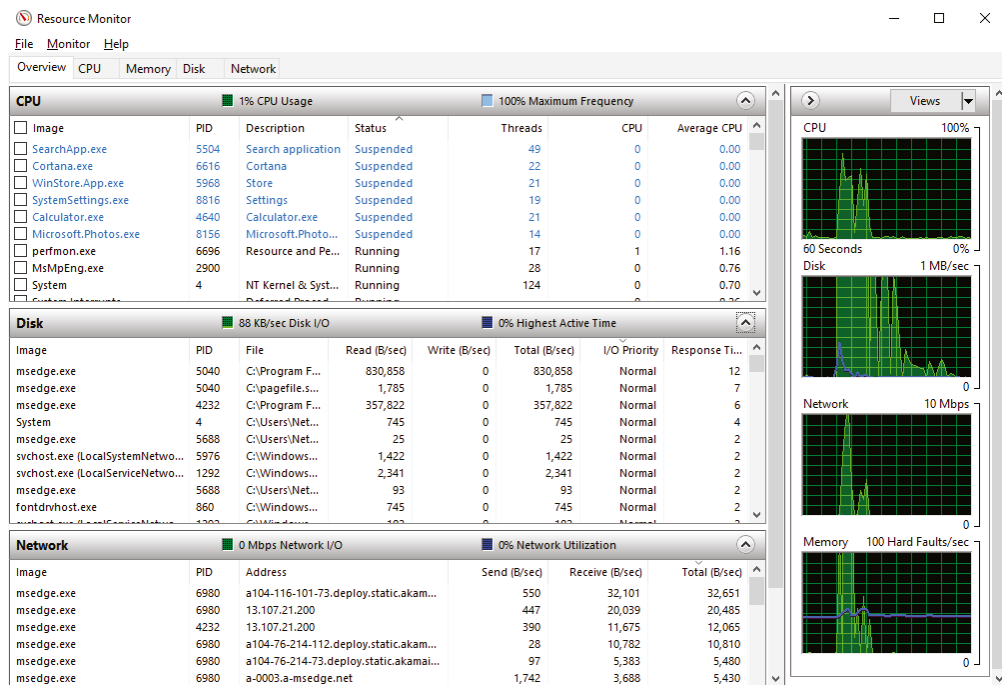 Resource Monitor
File Monitor Help
Overview CPU Memory Disk Network
CPU 1% CPU Usage 100% Maximum Frequency
Image PID Description Status Threads CPU Average CPU
SearchApp.exe 5504 Search application Suspended 49 0 0.00
Cortana.exe 6616 Cortana Suspended 22 0 0.00
WinStore.App.exe 5968 Store Suspended 21 0 0.00
SystemSettings.exe 8816 Settings Suspended 19 0 0.00
Calculator.exe 4640 Calculator.exe Suspended 21 0 0.00
Microsoft.Photos.exe 8156 Microsoft.Photo... Suspended 14 0 0.00
perfmon.exe 6696 Resource and Pe... Running 17 1 1.16
MsMpEng.exe 2900 Running 28 0 0.76
System 4 NT Kernel & Syst... Running 124 0 0.70
Disk 88 KB/sec Disk I/O 0% Highest Active Time
Image PID File Read (B/sec) Write (B/sec) Total (B/sec) I/O Priority Response Ti...
msedge.exe 5040 C:\Program F... 830,858 0 830,858 Normal 12
msedge.exe 5040 C:\pagefile.s... 1,785 0 1,785 Normal 7
msedge.exe 4232 C:\Program F... 357,822 0 357,822 Normal 6
System 4 C:\Users\Net... 745 0 745 Normal 4
msedge.exe 5688 C:\Users\Net... 25 0 25 Normal 2
svchost.exe (LocalSystemNetwo... 5976 C:\Windows... 1,422 0 1,422 Normal 2
svchost.exe (LocalServiceNetwo... 1292 C:\Windows... 2,341 0 2,341 Normal 2
msedge.exe 5688 C:\Users\Net... 93 0 93 Normal 2
fontdrvhost.exe 860 C:\Windows... 745 0 745 Normal 2
Network 0 Mbps Network I/O 0% Network Utilization
Image PID Address Send (B/sec) Receive (B/sec) Total (B/sec)
msedge.exe 6980 a104-116-101-73.deploy.static.akam... 550 32,101 32,651
msedge.exe 6980 13.107.21.200 447 20,039 20,485
msedge.exe 4232 13.107.21.200 390 11,675 12,065
msedge.exe 6980 a104-76-214-112.deploy.static.akam... 28 10,782 10,810
msedge.exe 6980 a104-76-214-73.deploy.static.akamai... 97 5,383 5,480
msedge.exe 6980 a-0003.a-msedge.net 1,742 3,688 5,430
Views
CPU 100%
60 Seconds 0%
Disk 1 MB/sec
0
Network 10 Mbps
0
Memory 100 Hard Faults/sec
0